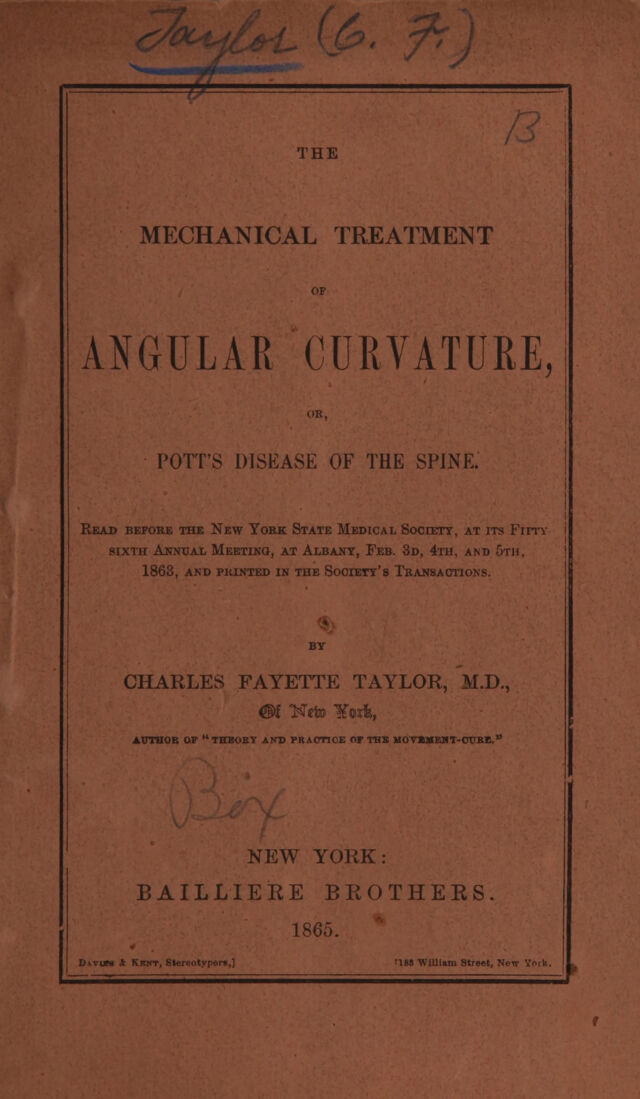 Taylor (C. F.)
B
THE
MECHANICAL TREATMENT
OF
ANGULAR CURVATURE,
OR,
POTT'S DISEASE OF THE SPINE.
READ BEFORE THE NEW YORK STATE MEDICAL SOCIETY, AT ITS FIFTY-
SIXTH ANNUAL MEETING, AT ALBANY, FEB. 3D, 4TH, AND 5TH,
1863, AND PRINTED IN THE SOCIETY'S TRANSACTIONS.
BY
CHARLES FAYETTE TAYLOR, M.D.,
Of New York,
AUTHOR OF "THEORY AND PRACTICE OF THE MOVEMENT-CURE."
Box
NEW YORK:
BAILLIERE BROTHERS.
1865.
DAVIES & KENT, Stereotypers,] [183 William Street, New York.